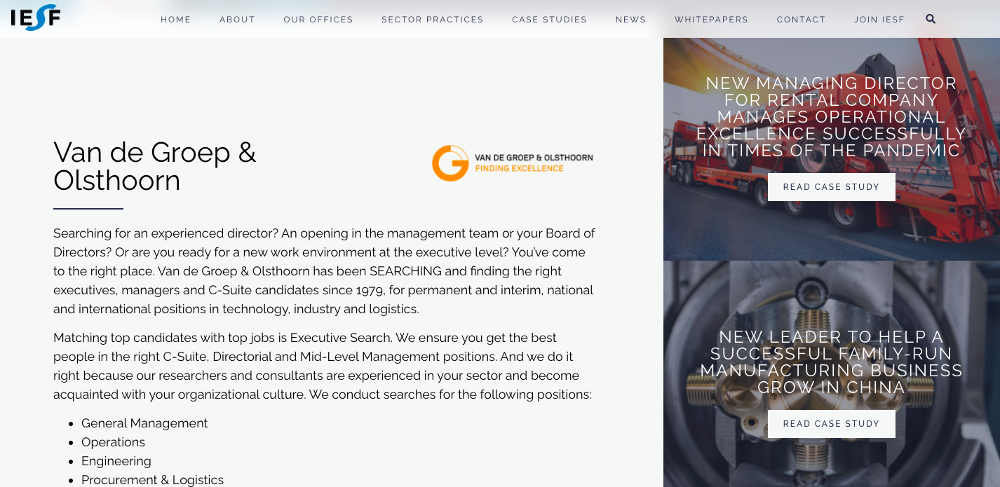 IESF
HOME
ABOUT
OUR OFFICES
SECTOR PRACTICES
CASE STUDIES
NEWS
WHITEPAPERS
CONTACT
JOIN IESF
Van de Groep &
Olsthoorn
VAN DE GROEP & OLSTHOORN
FINDING EXCELLENCE
Searching for an experienced director? An opening in the management team or your Board of
Directors? Or are you ready for a new work environment at the executive level? You’ve come
to the right place. Van de Groep & Olsthoorn has been SEARCHING and finding the right
executives, managers and C-Suite candidates since 1979, for permanent and interim, national
and international positions in technology, industry and logistics.
Matching top candidates with top jobs is Executive Search. We ensure you get the best
people in the right C-Suite, Directorial and Mid-Level Management positions. And we do it
right because our researchers and consultants are experienced in your sector and become
acquainted with your organizational culture. We conduct searches for the following positions:
• General Management
• Operations
• Engineering
• Procurement & Logistics
NEW MANAGING DIRECTOR
FOR RENTAL COMPANY
MANAGES OPERATIONAL
EXCELLENCE SUCCESSFULLY
IN TIMES OF THE PANDEMIC
READ CASE STUDY
NEW LEADER TO HELP A
SUCCESSFUL FAMILY-RUN
MANUFACTURING BUSINESS
GROW IN CHINA
READ CASE STUDY